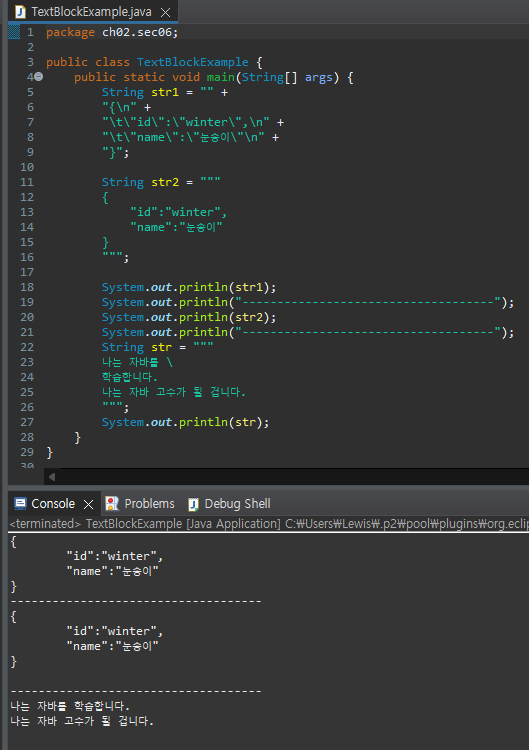 TextBlockExample.java
1 package ch02.sec06;
2
3 public class TextBlockExample {
4     public static void main(String[] args) {
5         String str1 = "" +
6         "{\n" +
7         "\t\"id\":\"winter\",\n" +
8         "\t\"name\":\"눈송이\"\n" +
9         "}";
10
11         String str2 = """
12         {
13             "id":"winter",
14             "name":"눈송이"
15         }
16         """;
17
18         System.out.println(str1);
19         System.out.println("------------------------------------");
20         System.out.println(str2);
21         System.out.println("------------------------------------");
22         String str = """
23         나는 자바를 \
24         학습합니다.
25         나는 자바 고수가 될 겁니다.
26         """;
27         System.out.println(str);
28     }
29 }
30
Console Problems Debug Shell
<terminated> TextBlockExample [Java Application] C:₩Users₩Lewis₩.p2₩pool₩plugins₩org.eclip
{
        "id":"winter",
        "name":"눈송이"
}
------------------------------------
{
        "id":"winter",
        "name":"눈송이"
}
------------------------------------
나는 자바를 학습합니다.
나는 자바 고수가 될 겁니다.